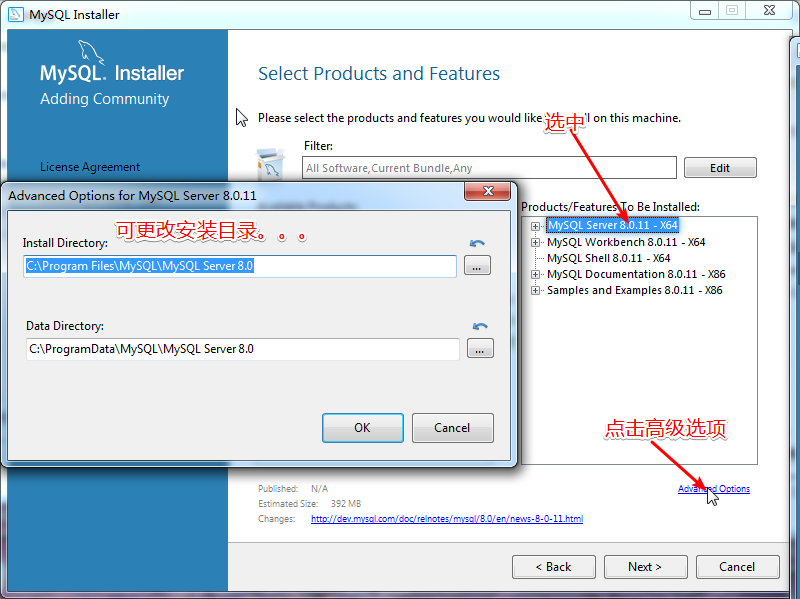 MySQL Installer
MySQL. Installer
Adding Community
License Agreement
Select Products and Features
Please select the products and features you would like
all on this machine.
选中
Filter:
All Software,Current Bundle,Any
Edit
Advanced Options for MySQL Server 8.0.11
可更改安装目录。。。
Install Directory:
C:\Program Files\MySQL\MySQL Server 8.0
...
Data Directory:
C:\ProgramData\MySQL\MySQL Server 8.0
...
OK
Cancel
Products/Features To Be Installed:
MySQL Server 8.0.11 - X64
MySQL Workbench 8.0.11 - X64
MySQL Shell 8.0.11 - X64
MySQL Documentation 8.0.11 - X86
Samples and Examples 8.0.11 - X86
点击高级选项
Advanced Options
Published: N/A
Estimated Size: 392 MB
Changes: http://dev.mysql.com/doc/relnotes/mysql/8.0/en/news-8-0-11.html
< Back
Next >
Cancel